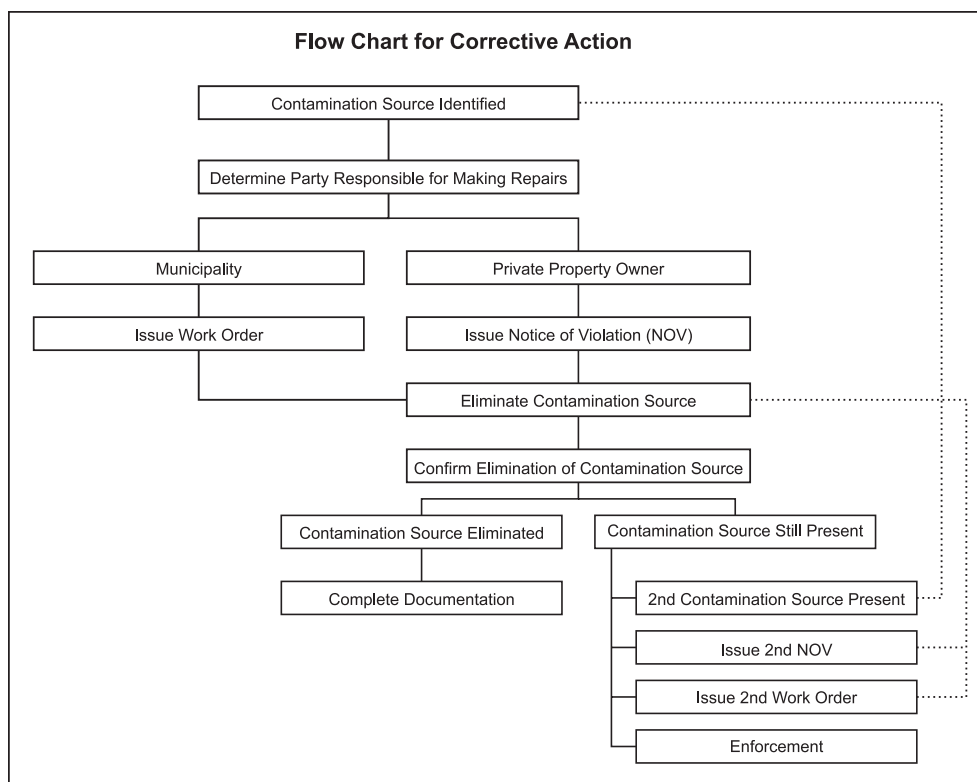 Flow Chart for Corrective Action
Contamination Source Identified
Determine Party Responsible for Making Repairs
Municipality
Private Property Owner
Issue Work Order
Issue Notice of Violation (NOV)
Eliminate Contamination Source
Confirm Elimination of Contamination Source
Contamination Source Eliminated
Contamination Source Still Present
Complete Documentation
2nd Contamination Source Present
Issue 2nd NOV
Issue 2nd Work Order
Enforcement